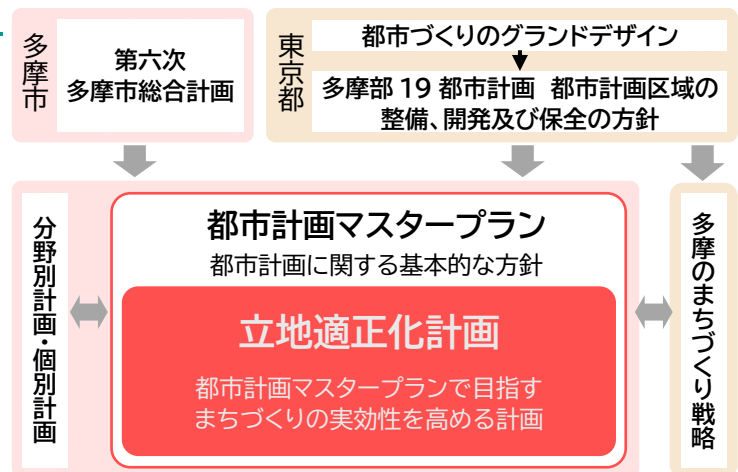 多摩市
第六次
多摩市総合計画
東京都
都市づくりのグランドデザイン
多摩部 19 都市計画 都市計画区域の
整備、開発及び保全の方針
分野別計画・個別計画
都市計画マスタープラン
都市計画に関する基本的な方針
立地適正化計画
都市計画マスタープランで目指す
まちづくりの実効性を高める計画
多摩のまちづくり戦略